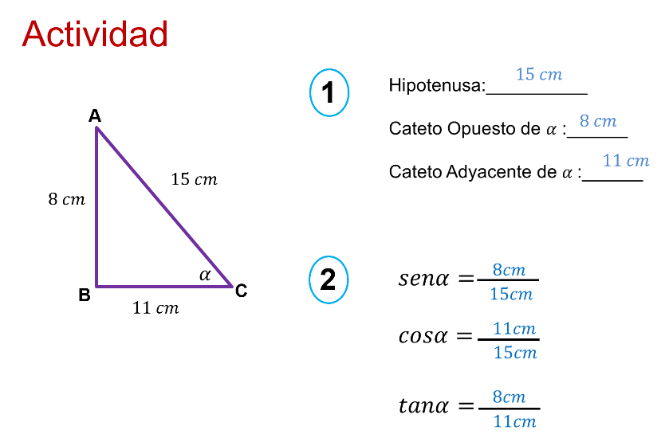 Actividad
A
15 cm
8 cm
α
B
C
11 cm
1
Hipotenusa: 15 cm
Cateto Opuesto de α : 8 cm
Cateto Adyacente de α : 11 cm
2
senα = 8cm / 15cm
cosα = 11cm / 15cm
tanα = 8cm / 11cm